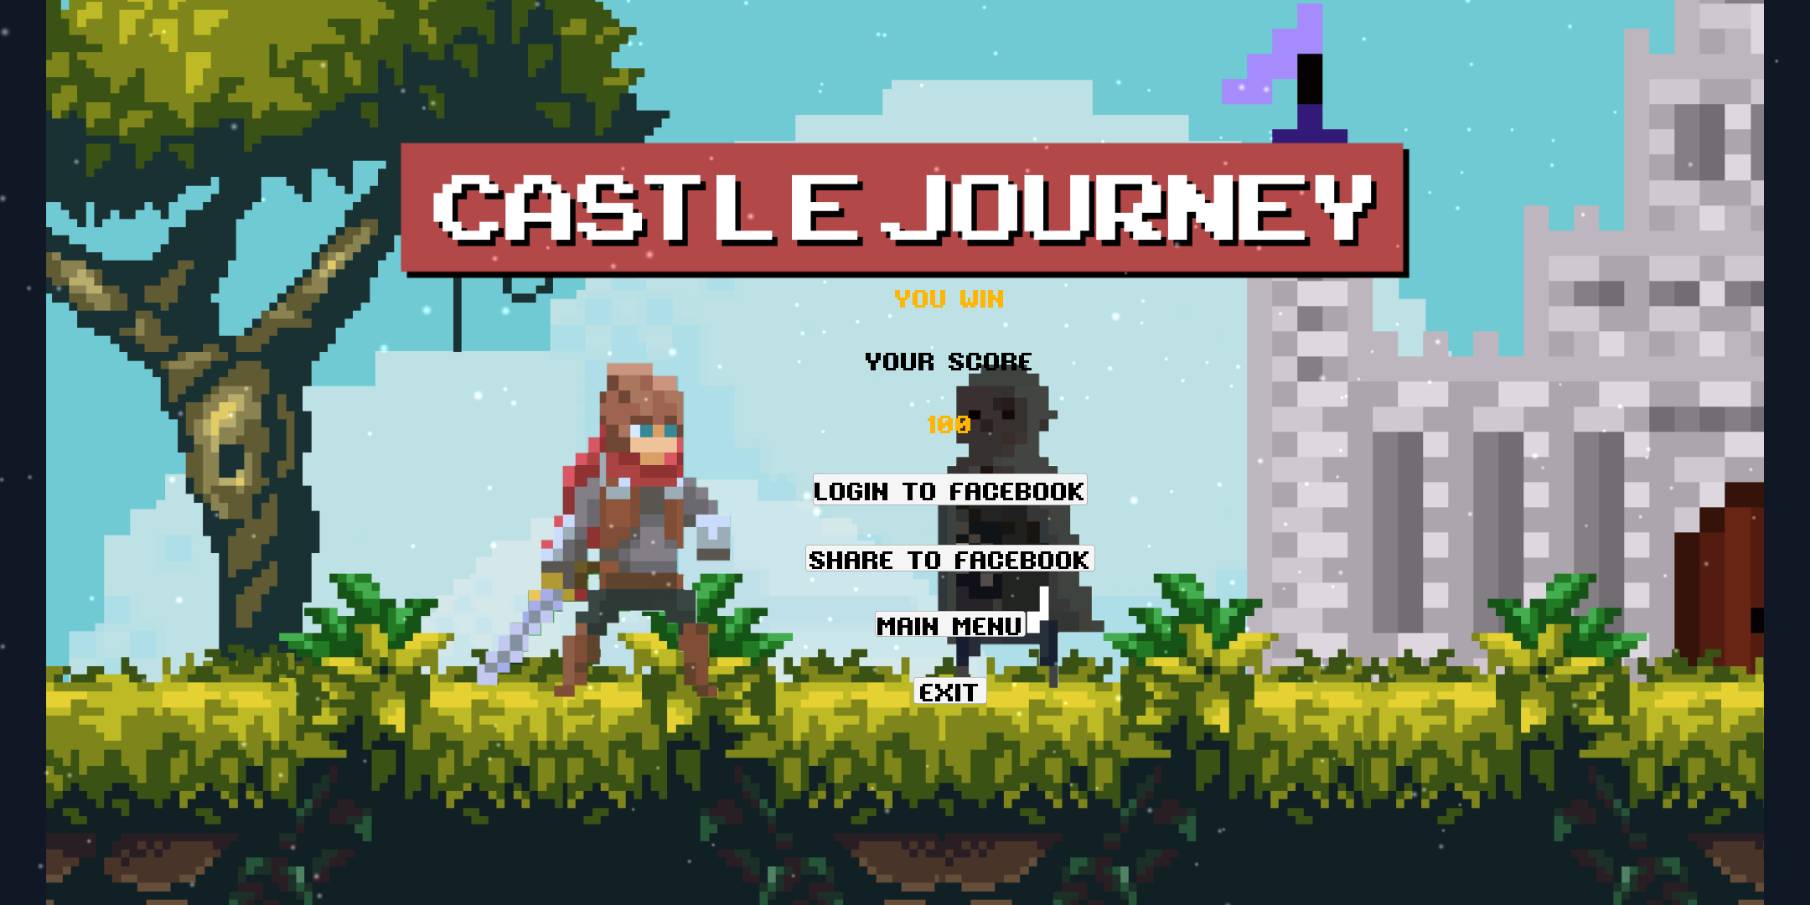 CASTLE JOURNEY
YOU WIN
YOUR SCORE
100
LOGIN TO FACEBOOK
SHARE TO FACEBOOK
MAIN MENU
EXIT